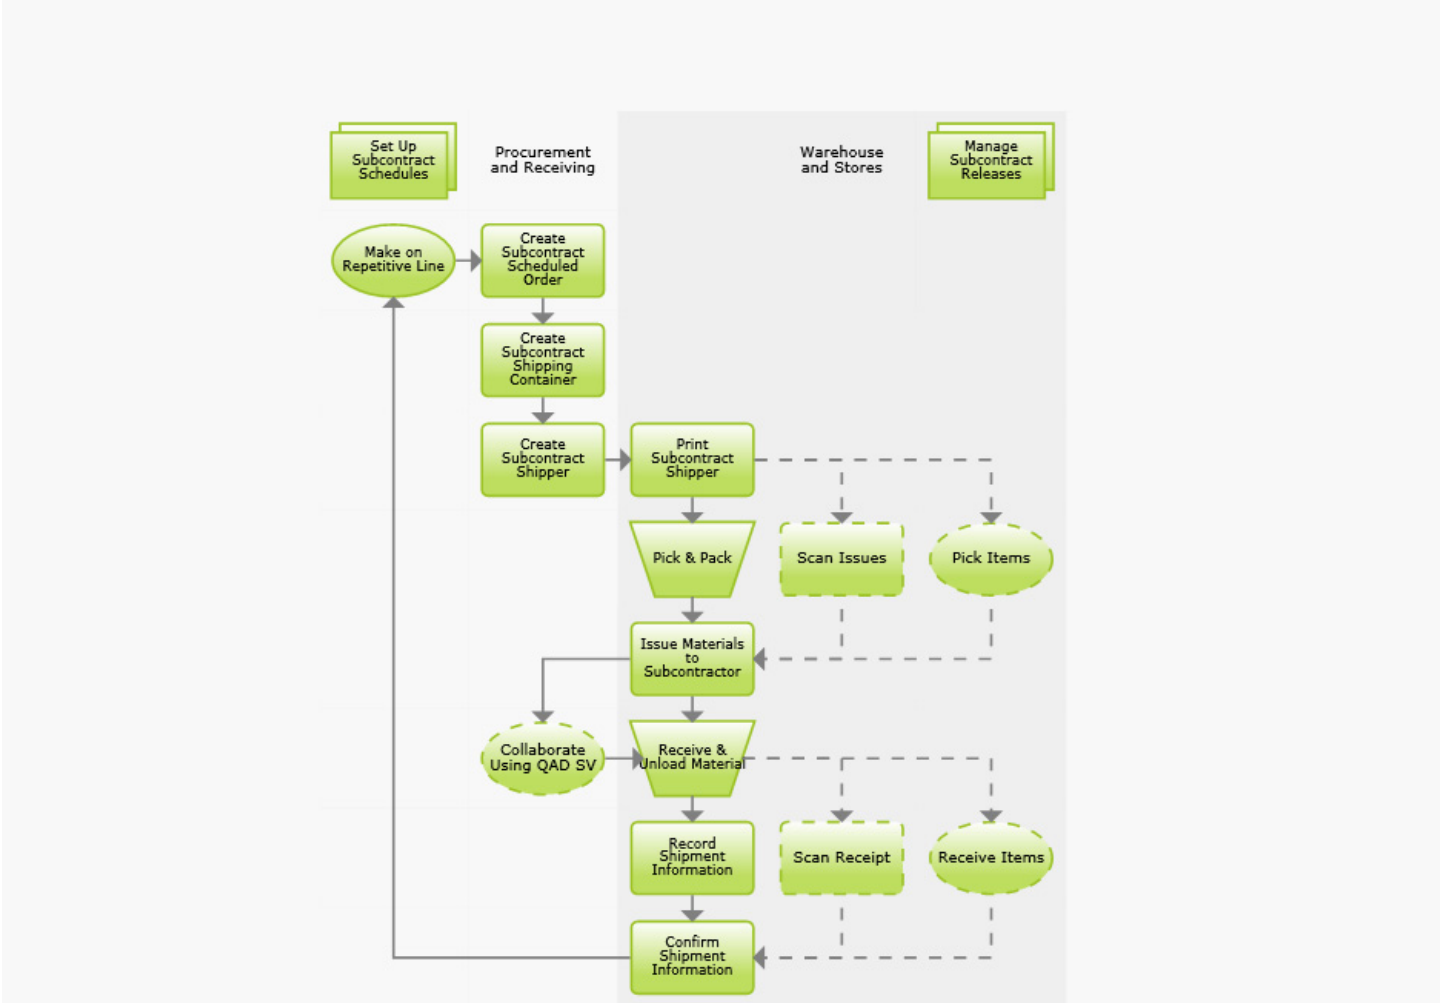 Set Up
Subcontract
Schedules
Procurement
and Receiving
Warehouse
and Stores
Manage
Subcontract
Releases
Make on
Repetitive Line
Create
Subcontract
Scheduled
Order
Create
Subcontract
Shipping
Container
Create
Subcontract
Shipper
Print
Subcontract
Shipper
Pick & Pack
Scan Issues
Pick Items
Issue Materials
to
Subcontractor
Collaborate
Using QAD SV
Receive &
Unload Material
Record
Shipment
Information
Scan Receipt
Receive Items
Confirm
Shipment
Information